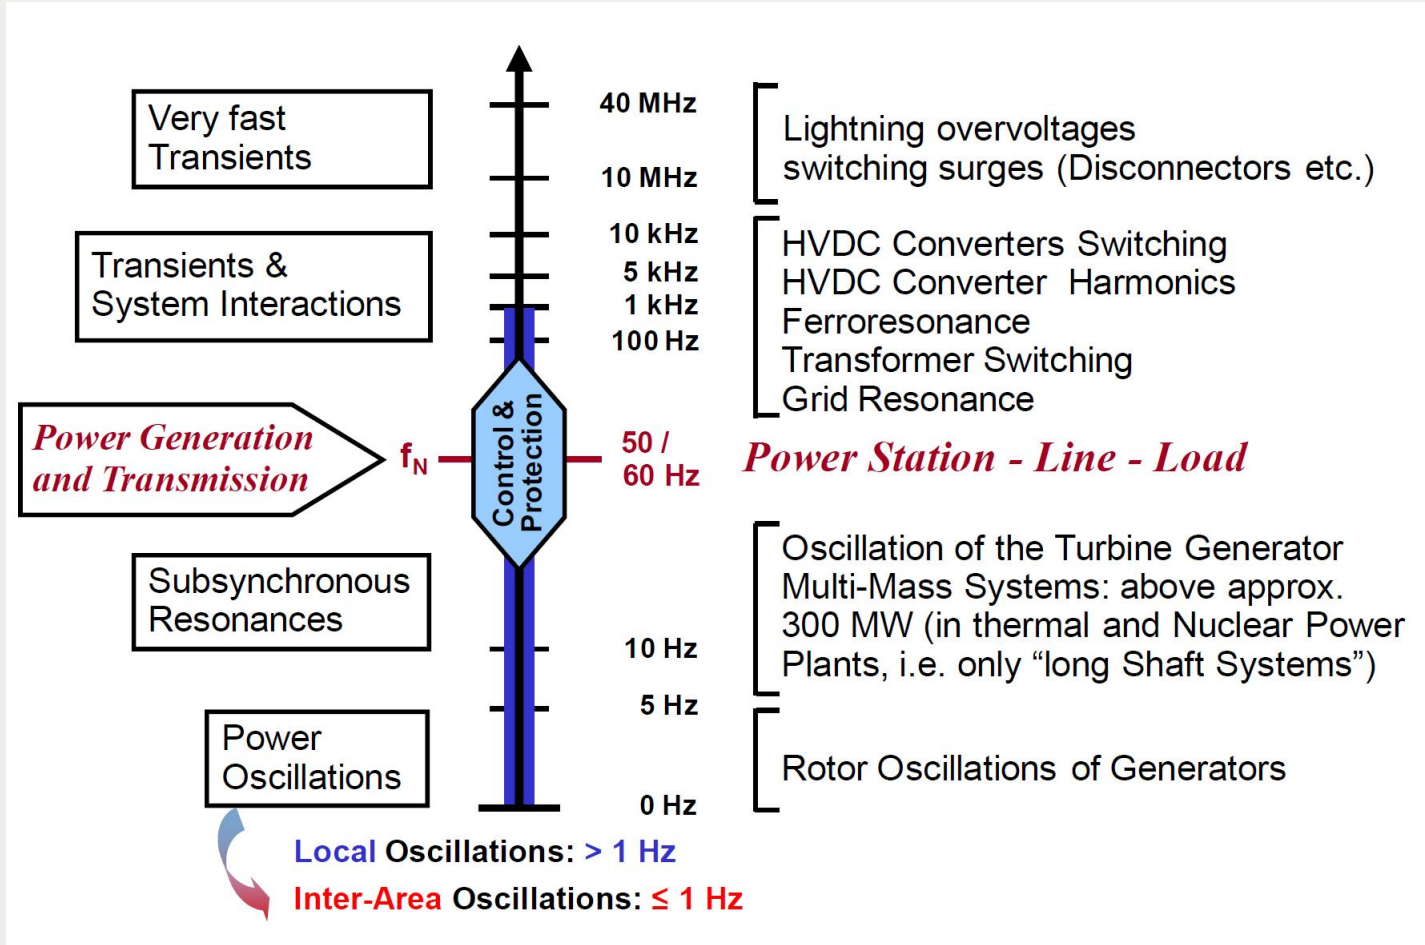 Very fast
Transients
40 MHz
10 MHz
Lightning overvoltages
switching surges (Disconnectors etc.)
Transients &
System Interactions
10 kHz
5 kHz
1 kHz
100 Hz
HVDC Converters Switching
HVDC Converter Harmonics
Ferroresonance
Transformer Switching
Grid Resonance
Power Generation
and Transmission
fN
Control &
Protection
50 /
60 Hz
Power Station - Line - Load
Subsynchronous
Resonances
10 Hz
5 Hz
Oscillation of the Turbine Generator
Multi-Mass Systems: above approx.
300 MW (in thermal and Nuclear Power
Plants, i.e. only “long Shaft Systems”)
Power
Oscillations
0 Hz
Rotor Oscillations of Generators
Local Oscillations: > 1 Hz
Inter-Area Oscillations: ≤ 1 Hz